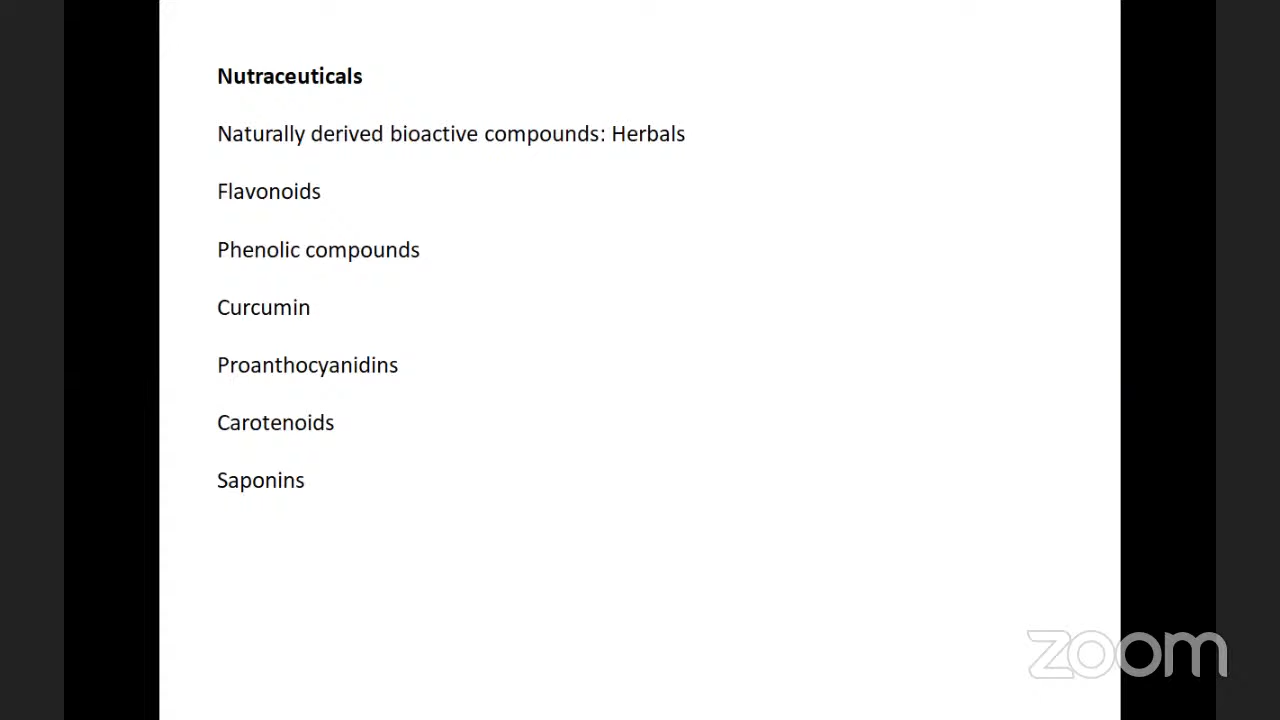 Nutraceuticals
Naturally derived bioactive compounds: Herbals
Flavonoids
Phenolic compounds
Curcumin
Proanthocyanidins
Carotenoids
Saponins
zoom